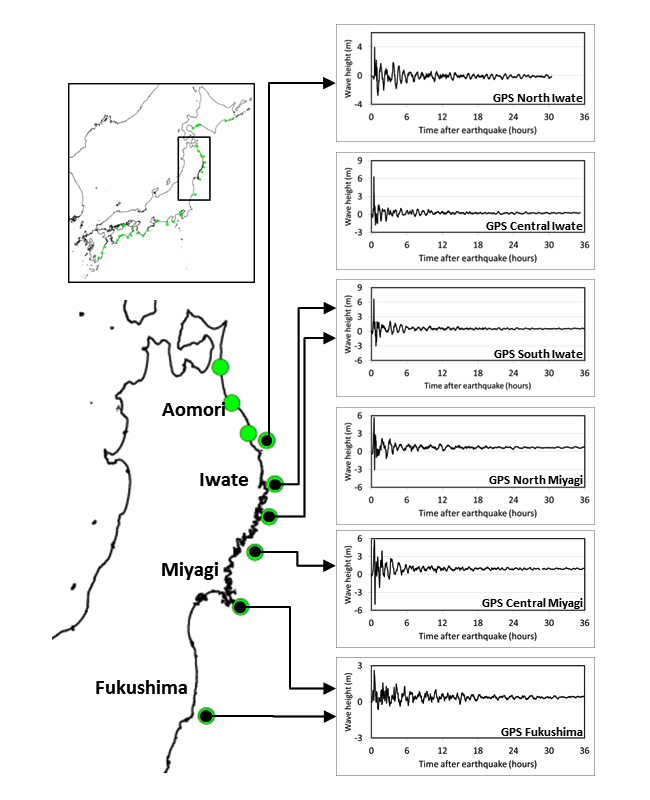 Wave height (m)
4
0
-4
GPS North Iwate
0 6 12 18 24 30 36
Time after earthquake (hours)
Wave height (m)
9
6
3
0
-3
GPS Central Iwate
0 6 12 18 24 30 36
Time after earthquake (hours)
Wave height (m)
9
6
3
0
-3
-6
GPS South Iwate
0 6 12 18 24 30 36
Time after earthquake (hours)
Wave height (m)
6
3
0
-3
-6
GPS North Miyagi
0 6 12 18 24 30 36
Time after earthquake (hours)
Wave height (m)
6
3
0
-3
-6
GPS Central Miyagi
0 6 12 18 24 30 36
Time after earthquake (hours)
Wave height (m)
3
0
-3
GPS Fukushima
0 6 12 18 24 30 36
Time after earthquake (hours)
Aomori
Iwate
Miyagi
Fukushima